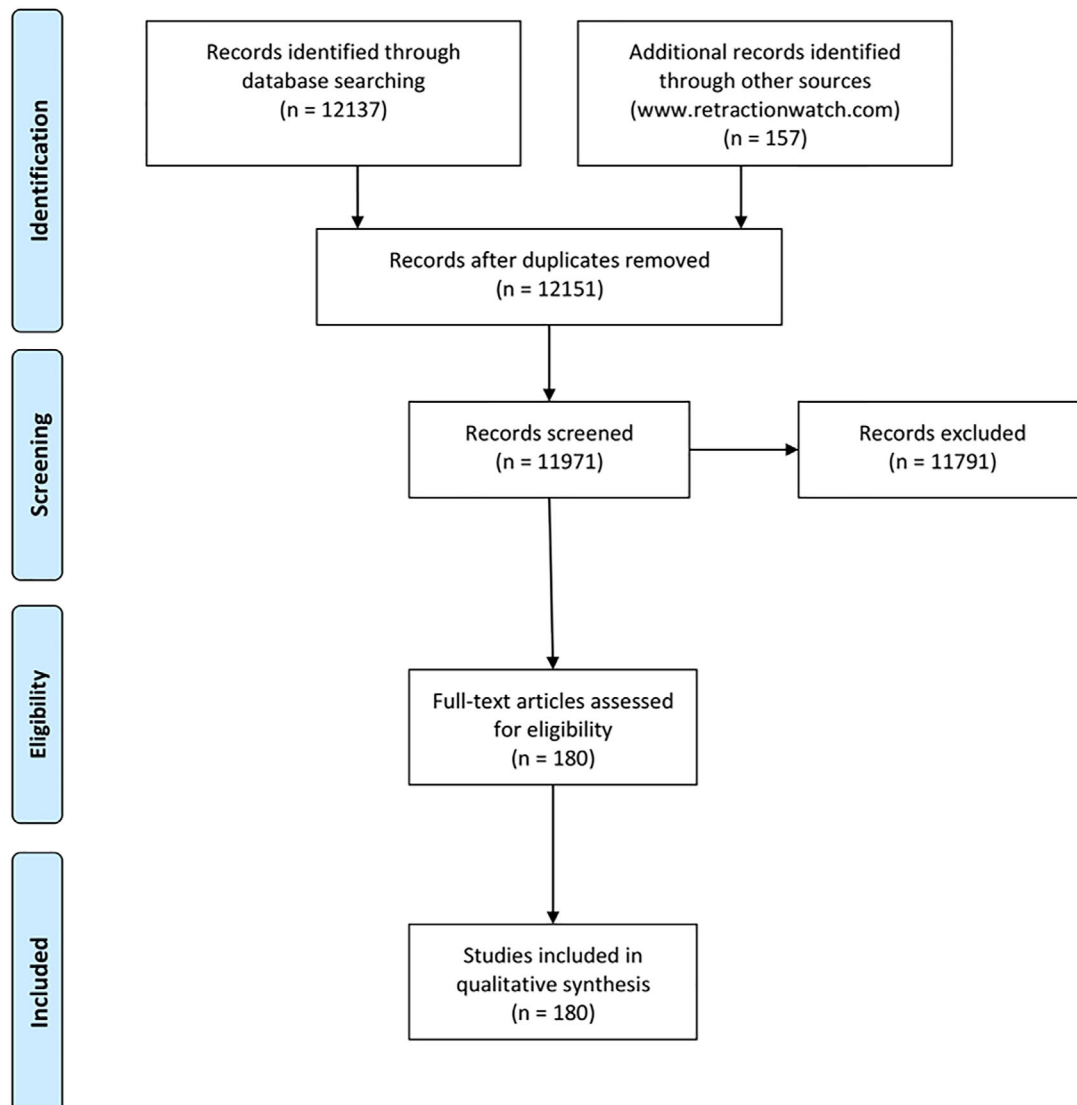 Identification
Records identified through
database searching
(n = 12137)
Additional records identified
through other sources
(www.retractionwatch.com)
(n = 157)
Records after duplicates removed
(n = 12151)
Screening
Records screened
(n = 11971)
Records excluded
(n = 11791)
Eligibility
Full-text articles assessed
for eligibility
(n = 180)
Included
Studies included in
qualitative synthesis
(n = 180)